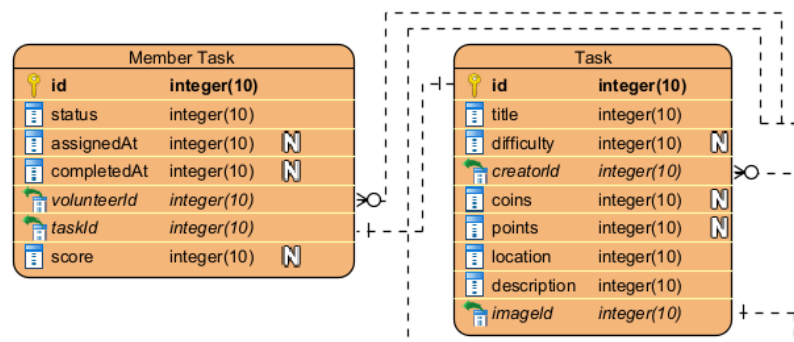 Member Task
id integer(10)
status integer(10)
assignedAt integer(10) N
completedAt integer(10) N
volunteerId integer(10)
taskId integer(10)
score integer(10) N
Task
id integer(10)
title integer(10)
difficulty integer(10) N
creatorId integer(10)
coins integer(10) N
points integer(10) N
location integer(10)
description integer(10)
imageId integer(10)